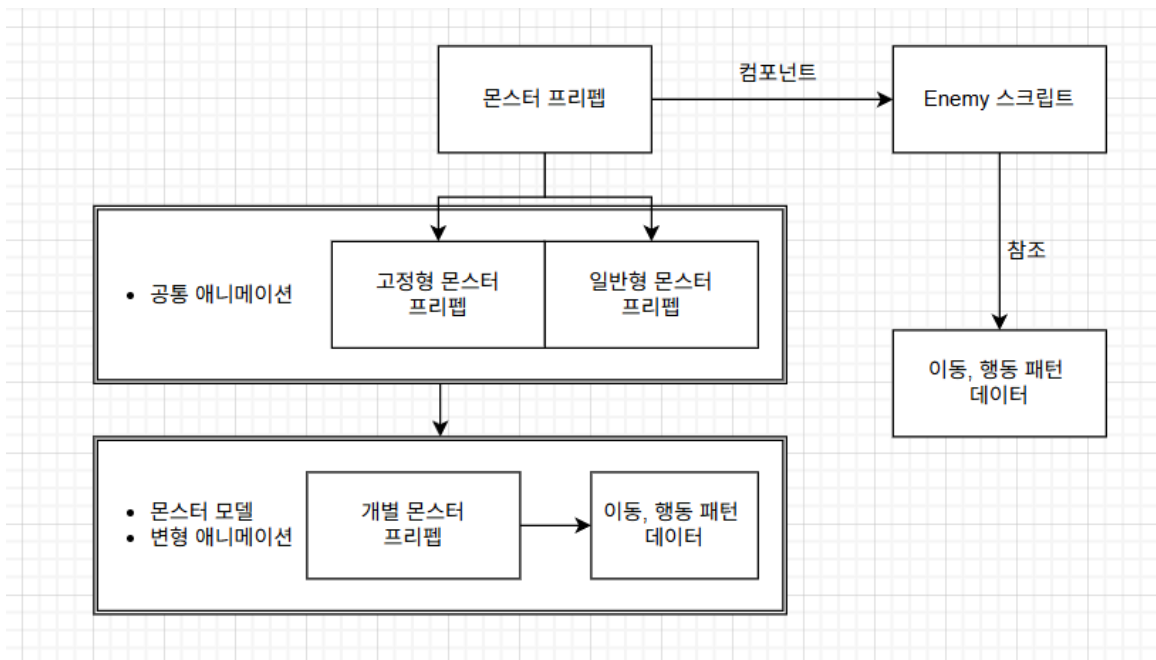 몬스터 프리펩
컴포넌트
Enemy 스크립트
참조
이동, 행동 패턴
데이터
• 공통 애니메이션
고정형 몬스터
프리펩
일반형 몬스터
프리펩
• 몬스터 모델
• 변형 애니메이션
개별 몬스터
프리펩
이동, 행동 패턴
데이터